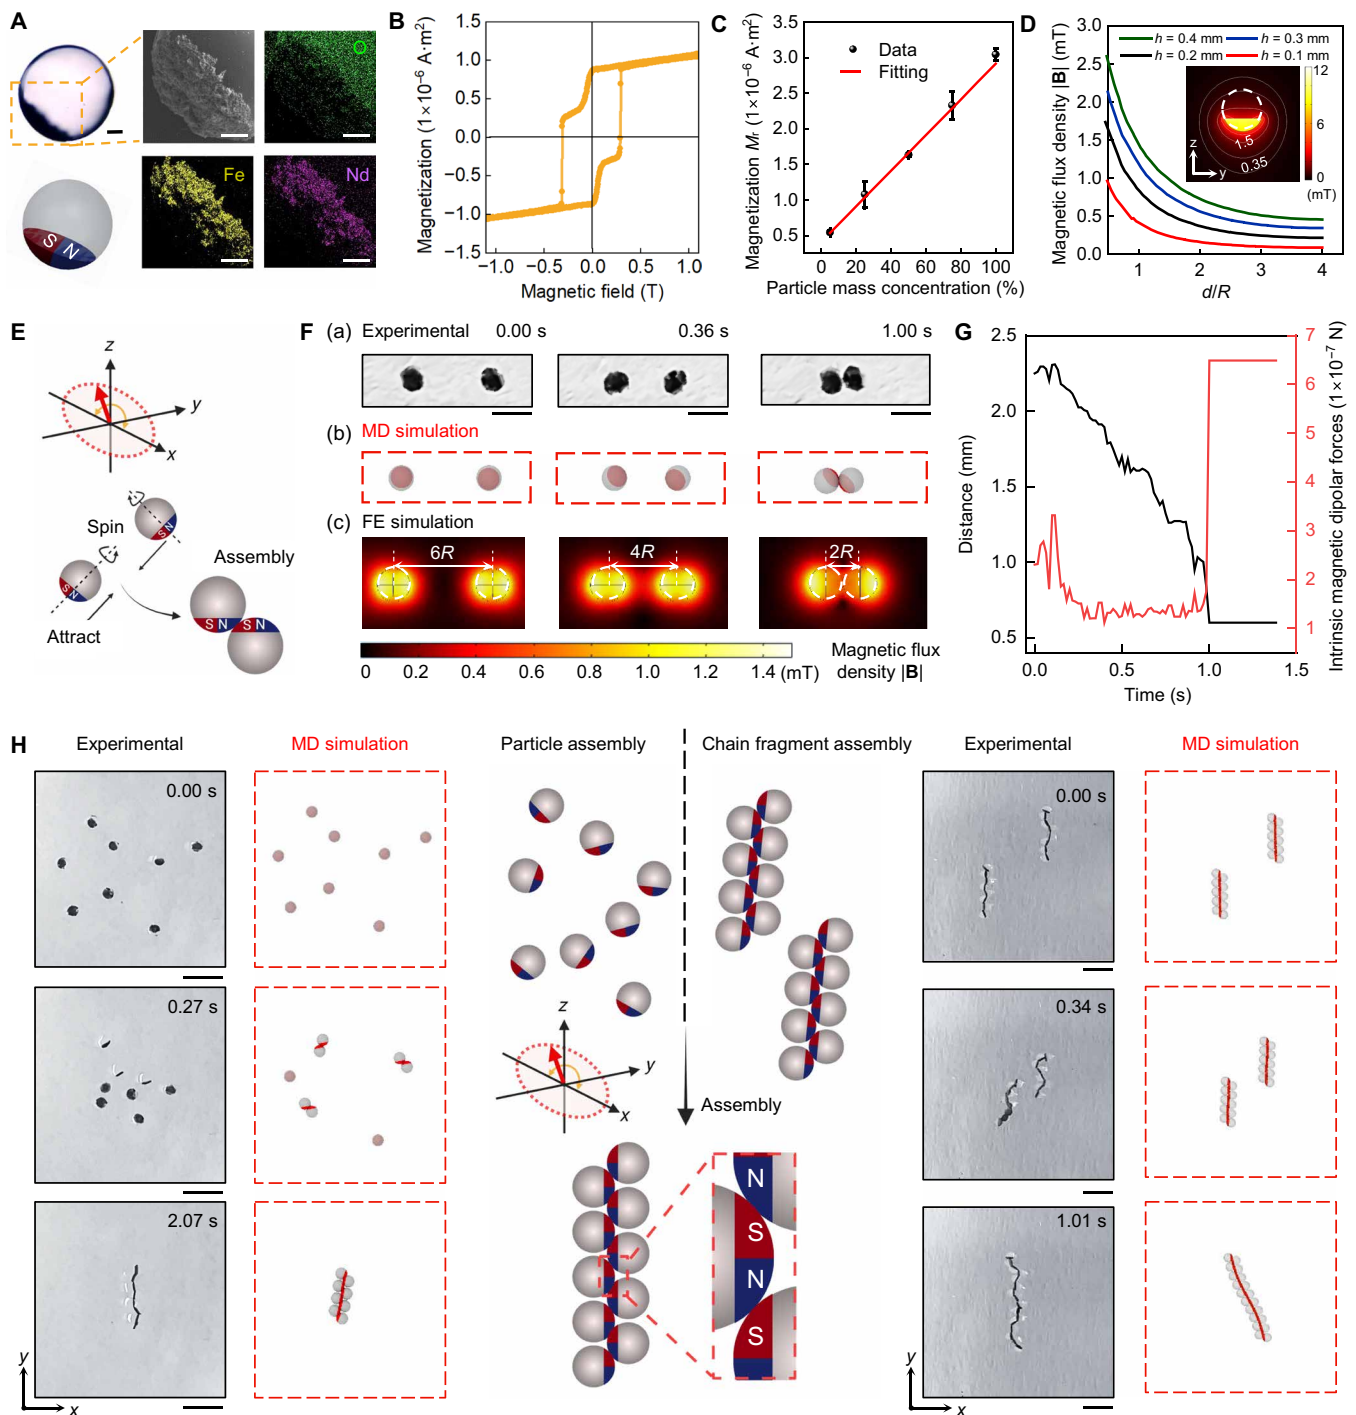 A
O
Fe
Nd
S N
B
Magnetization (1×10⁻⁶ A·m²)
1.5
1.0
0.5
0.0
−0.5
−1.0
−1.5
−1.0 −0.5 0.0 0.5 1.0
Magnetic field (T)
C
Magnetization Mr (1×10⁻⁶ A·m²)
3.5
3.0
2.5
2.0
1.5
1.0
0.5
Data
Fitting
0 20 40 60 80 100
Particle mass concentration (%)
D
Magnetic flux density |B| (mT)
3.0
2.5
2.0
1.5
1.0
0.5
0.0
h = 0.4 mm h = 0.3 mm
h = 0.2 mm h = 0.1 mm
12
6
0
(mT)
1.5
0.35
z
y
1 2 3 4
d/R
E
z
y
x
Spin
S N
S N
Attract
Assembly
S N S N
F
(a) Experimental 0.00 s 0.36 s 1.00 s
(b) MD simulation
(c) FE simulation
6R 4R 2R
0 0.2 0.4 0.6 0.8 1.0 1.2 1.4 (mT)
Magnetic flux
density |B|
G
Distance (mm)
2.5
2.0
1.5
1.0
0.5
0.0 0.5 1.0 1.5
Time (s)
7
6
5
4
3
2
1
Intrinsic magnetic dipolar forces (1×10⁻⁷ N)
H
Experimental MD simulation Particle assembly Chain fragment assembly Experimental MD simulation
0.00 s
0.27 s
2.07 s
y
x
z
y
x
Assembly
N
S
N
S
0.00 s
0.34 s
1.01 s
y
x